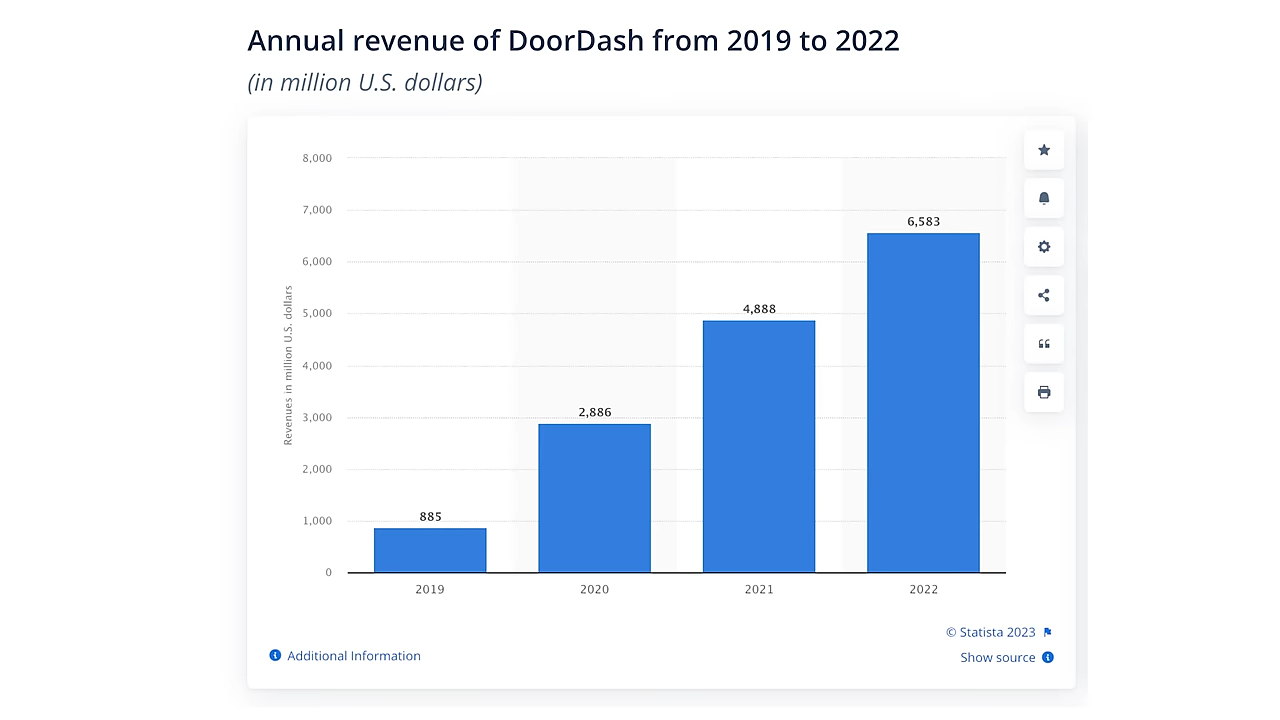 Annual revenue of DoorDash from 2019 to 2022
(in million U.S. dollars)
8,000
7,000
6,000
5,000
4,000
3,000
2,000
1,000
0
Revenues in million U.S. dollars
885
2,886
4,888
6,583
2019
2020
2021
2022
© Statista 2023
Additional Information
Show source